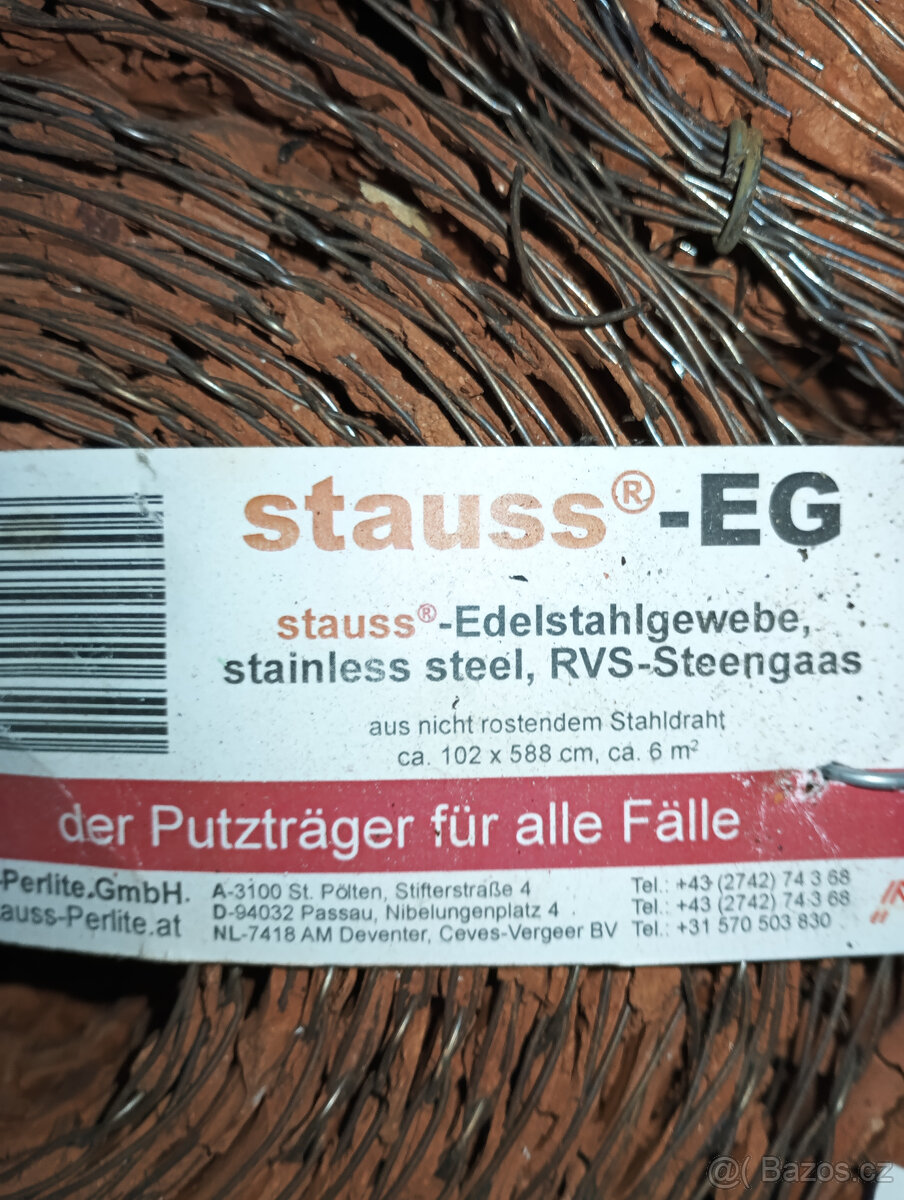 stauss®-EG
stauss®-Edelstahlgewebe,
stainless steel, RVS-Steengaas
aus nicht rostendem Stahldraht
ca. 102 x 588 cm, ca. 6 m²
der Putzträger für alle Fälle
-Perlite.GmbH.
auss-Perlite.at
A-3100 St. Pölten, Stifterstraße 4
D-94032 Passau, Nibelungenplatz 4
NL-7418 AM Deventer, Ceves-Vergeer BV
Tel.: +43 (2742) 74 3 68
Tel.: +43 (2742) 74 3 68
Tel.: +31 570 503 830
@( Bazos.cz